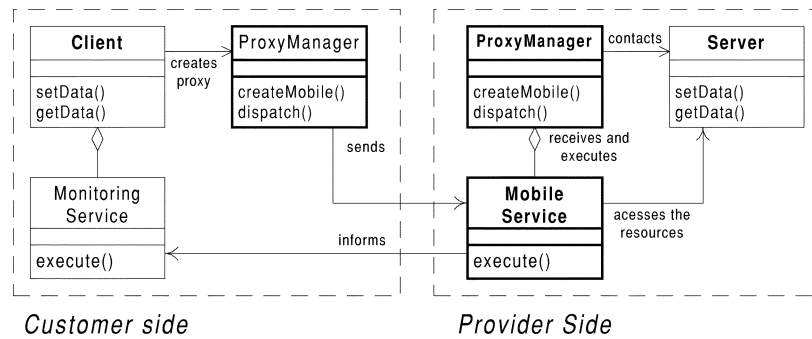 Client
setData()
getData()
creates
proxy
ProxyManager
createMobile()
dispatch()
ProxyManager
createMobile()
dispatch()
contacts
Server
setData()
getData()
sends
receives and
executes
Monitoring
Service
execute()
informs
Mobile
Service
execute()
acesses the
resources
Customer side
Provider Side